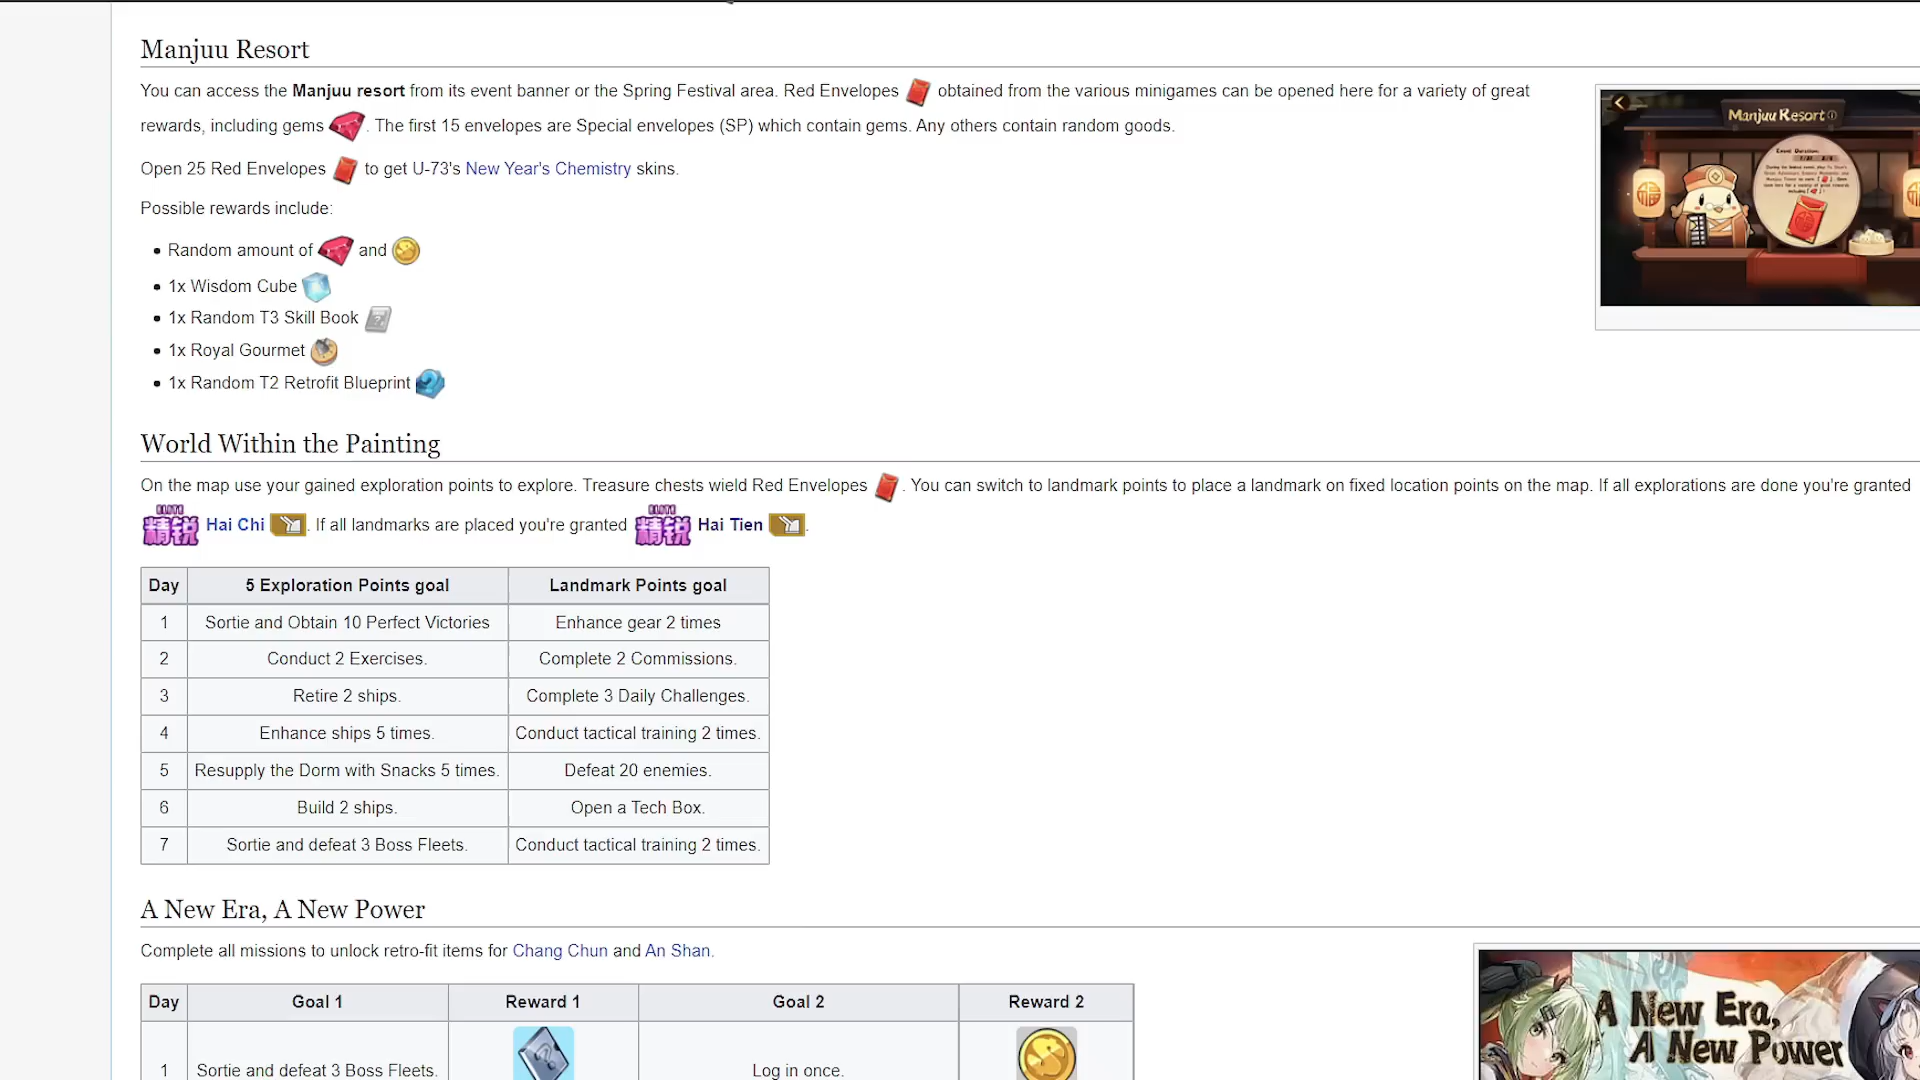 Manjuu Resort
You can access the Manjuu resort from its event banner or the Spring Festival area. Red Envelopes obtained from the various minigames can be opened here for a variety of great
rewards, including gems . The first 15 envelopes are Special envelopes (SP) which contain gems. Any others contain random goods.
Open 25 Red Envelopes to get U-73's New Year's Chemistry skins.
Possible rewards include:
Random amount of and
1x Wisdom Cube
1x Random T3 Skill Book
1x Royal Gourmet
1x Random T2 Retrofit Blueprint
Manjuu Resort
Event Duration:
福
World Within the Painting
On the map use your gained exploration points to explore. Treasure chests wield Red Envelopes . You can switch to landmark points to place a landmark on fixed location points on the map. If all explorations are done you're granted
ELITE 精锐 Hai Chi . If all landmarks are placed you're granted ELITE 精锐 Hai Tien .
Day 5 Exploration Points goal Landmark Points goal
1 Sortie and Obtain 10 Perfect Victories Enhance gear 2 times
2 Conduct 2 Exercises. Complete 2 Commissions.
3 Retire 2 ships. Complete 3 Daily Challenges.
4 Enhance ships 5 times. Conduct tactical training 2 times.
5 Resupply the Dorm with Snacks 5 times. Defeat 20 enemies.
6 Build 2 ships. Open a Tech Box.
7 Sortie and defeat 3 Boss Fleets. Conduct tactical training 2 times.
A New Era, A New Power
Complete all missions to unlock retro-fit items for Chang Chun and An Shan.
Day Goal 1 Reward 1 Goal 2 Reward 2
1 Sortie and defeat 3 Boss Fleets. ? Log in once.
A New Era,
A New Power